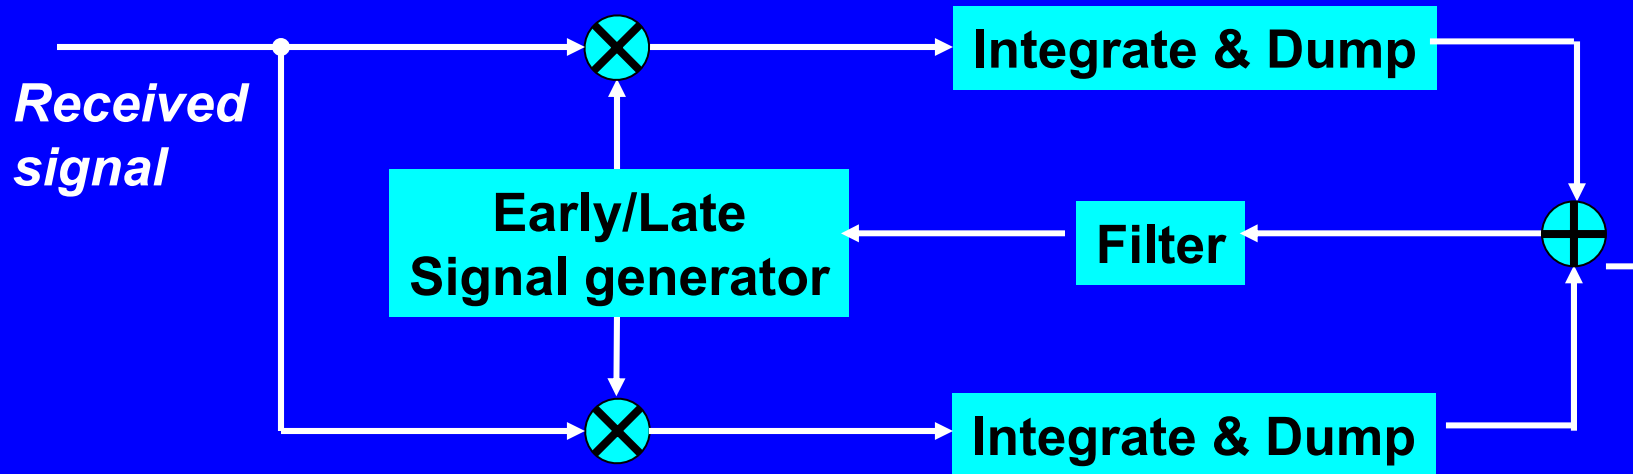 Integrate & Dump
Received
signal
Early/Late
Signal generator
Filter
Integrate & Dump